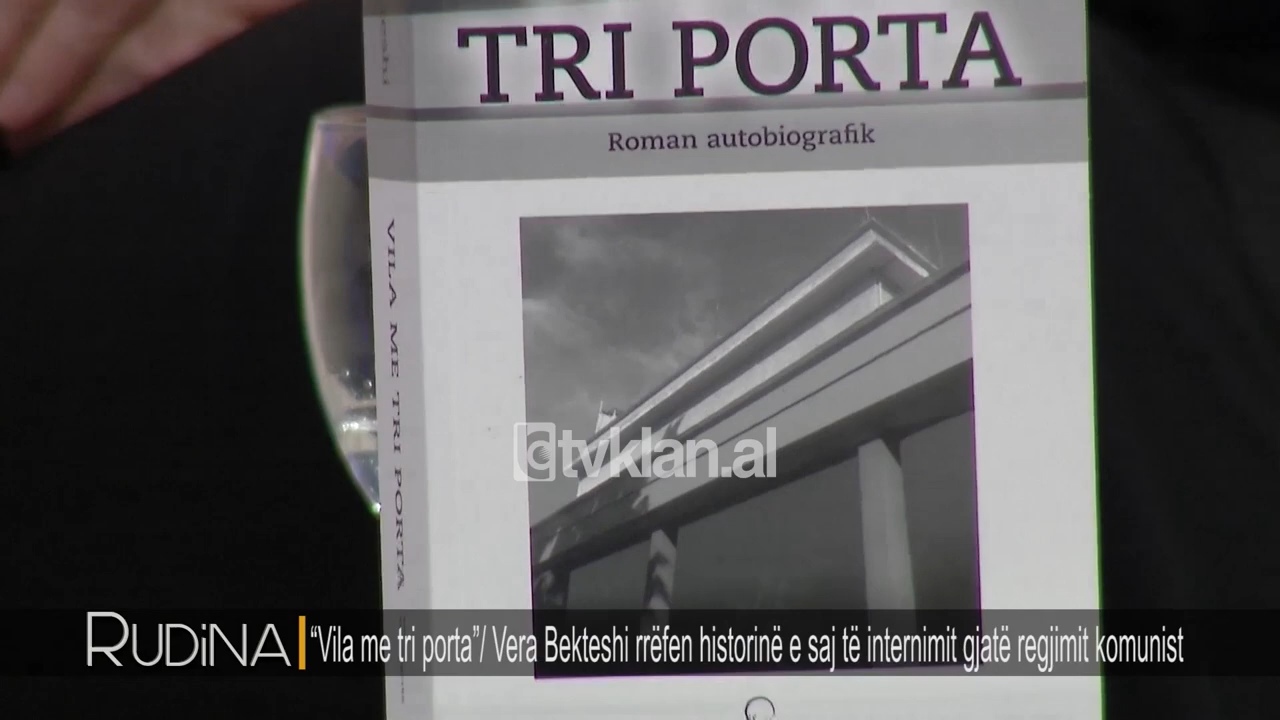 TRI PORTA
Roman autobiografik
VILA ME TRI PORTA
tvklan.al
RUDiNA
“Vila me tri porta”/ Vera Bekteshi rrëfen historinë e saj të internimit gjatë regjimit komunist